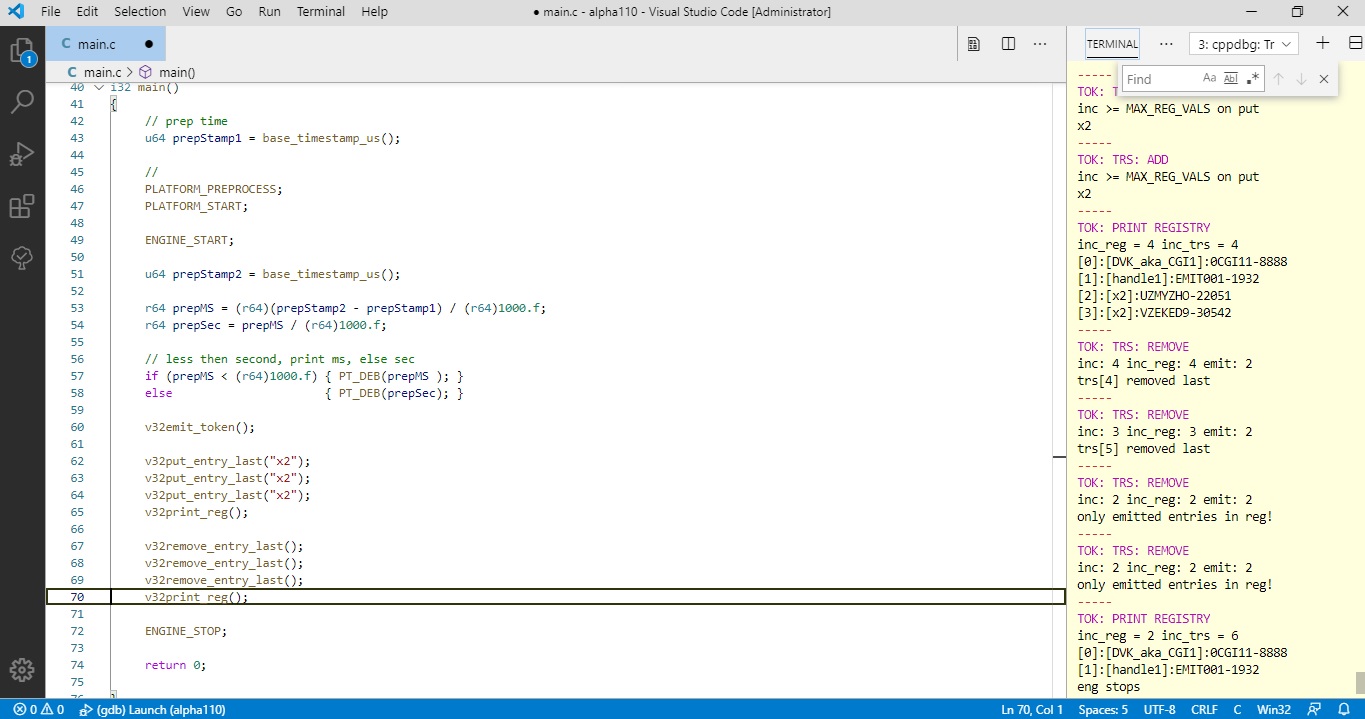 File Edit Selection View Go Run Terminal Help
● main.c - alpha110 - Visual Studio Code [Administrator]
1
C main.c ●
C main.c > main()
40 i32 main()
41 {
42 // prep time
43 u64 prepStamp1 = base_timestamp_us();
44
45 //
46 PLATFORM_PREPROCESS;
47 PLATFORM_START;
48
49 ENGINE_START;
50
51 u64 prepStamp2 = base_timestamp_us();
52
53 r64 prepMS = (r64)(prepStamp2 - prepStamp1) / (r64)1000.f;
54 r64 prepSec = prepMS / (r64)1000.f;
55
56 // less then second, print ms, else sec
57 if (prepMS < (r64)1000.f) { PT_DEB(prepMS ); }
58 else { PT_DEB(prepSec); }
59
60 v32emit_token();
61
62 v32put_entry_last("x2");
63 v32put_entry_last("x2");
64 v32put_entry_last("x2");
65 v32print_reg();
66
67 v32remove_entry_last();
68 v32remove_entry_last();
69 v32remove_entry_last();
70 v32print_reg();
71
72 ENGINE_STOP;
73
74 return 0;
75
76 }
TERMINAL ··· 3: cppdbg: Tr
Find Aa Abl .*
-----
TOK: T
inc >= MAX_REG_VALS on put
x2
-----
TOK: TRS: ADD
inc >= MAX_REG_VALS on put
x2
-----
TOK: PRINT REGISTRY
inc_reg = 4 inc_trs = 4
[0]:[DVK_aka_CGI1]:0CGI11-8888
[1]:[handle1]:EMIT001-1932
[2]:[x2]:UZMYZHO-22051
[3]:[x2]:VZEKED9-30542
-----
TOK: TRS: REMOVE
inc: 4 inc_reg: 4 emit: 2
trs[4] removed last
-----
TOK: TRS: REMOVE
inc: 3 inc_reg: 3 emit: 2
trs[5] removed last
-----
TOK: TRS: REMOVE
inc: 2 inc_reg: 2 emit: 2
only emitted entries in reg!
-----
TOK: TRS: REMOVE
inc: 2 inc_reg: 2 emit: 2
only emitted entries in reg!
-----
TOK: PRINT REGISTRY
inc_reg = 2 inc_trs = 6
[0]:[DVK_aka_CGI1]:0CGI11-8888
[1]:[handle1]:EMIT001-1932
eng stops
0 0 (gdb) Launch (alpha110) Ln 70, Col 1 Spaces: 5 UTF-8 CRLF C Win32